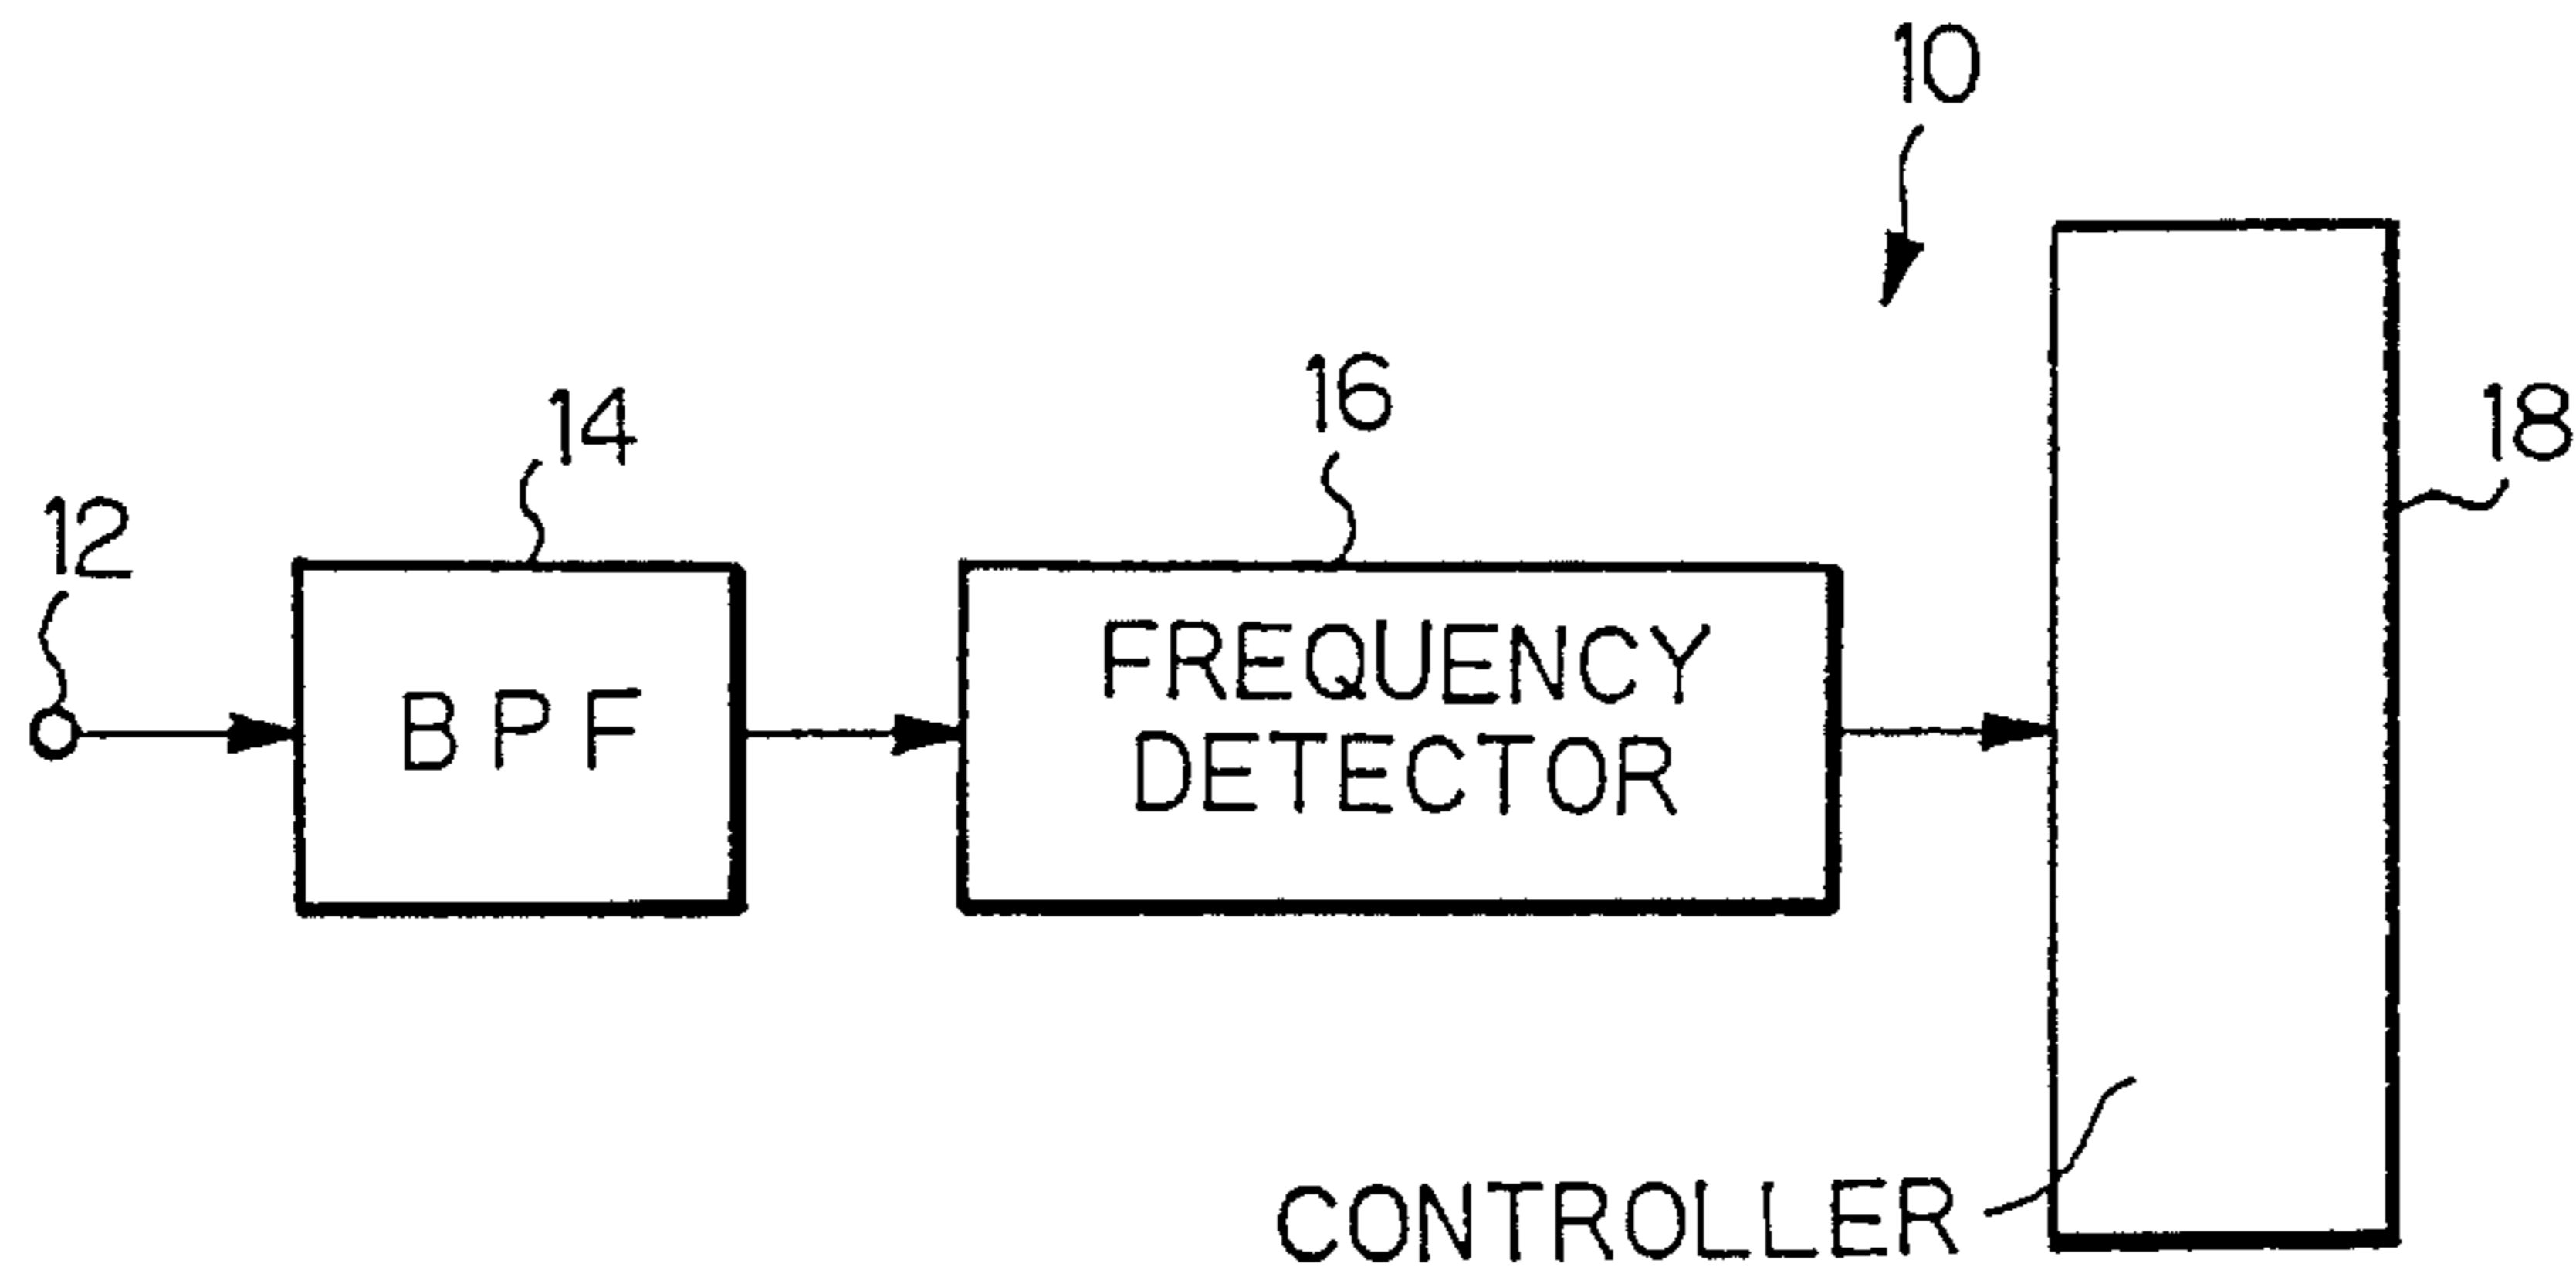 10
16
14
18
12
BPF
FREQUENCY
DETECTOR
CONTROLLER